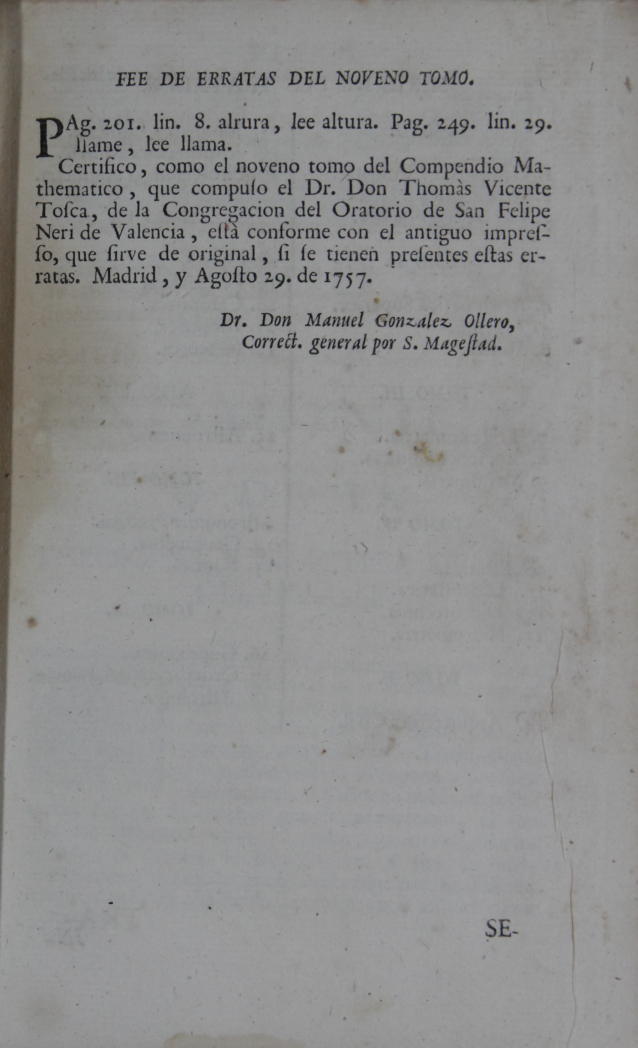 FEE DE ERRATAS DEL NOVENO TOMO.
PAg. 201. lin. 8. alrura, lee altura. Pag. 249. lin. 29.
llame, lee llama.
Certifico, como el noveno tomo del Compendio Ma-
thematico, que compuſo el Dr. Don Thomàs Vicente
Toſca, de la Congregacion del Oratorio de San Felipe
Neri de Valencia, eſtà conforme con el antiguo impreſ-
ſo, que ſirve de original, ſi ſe tienen preſentes eſtas er-
ratas. Madrid, y Agoſto 29. de 1757.
Dr. Don Manuel Gonzalez Ollero,
Correct. general por S. Mageſtad.
SE-